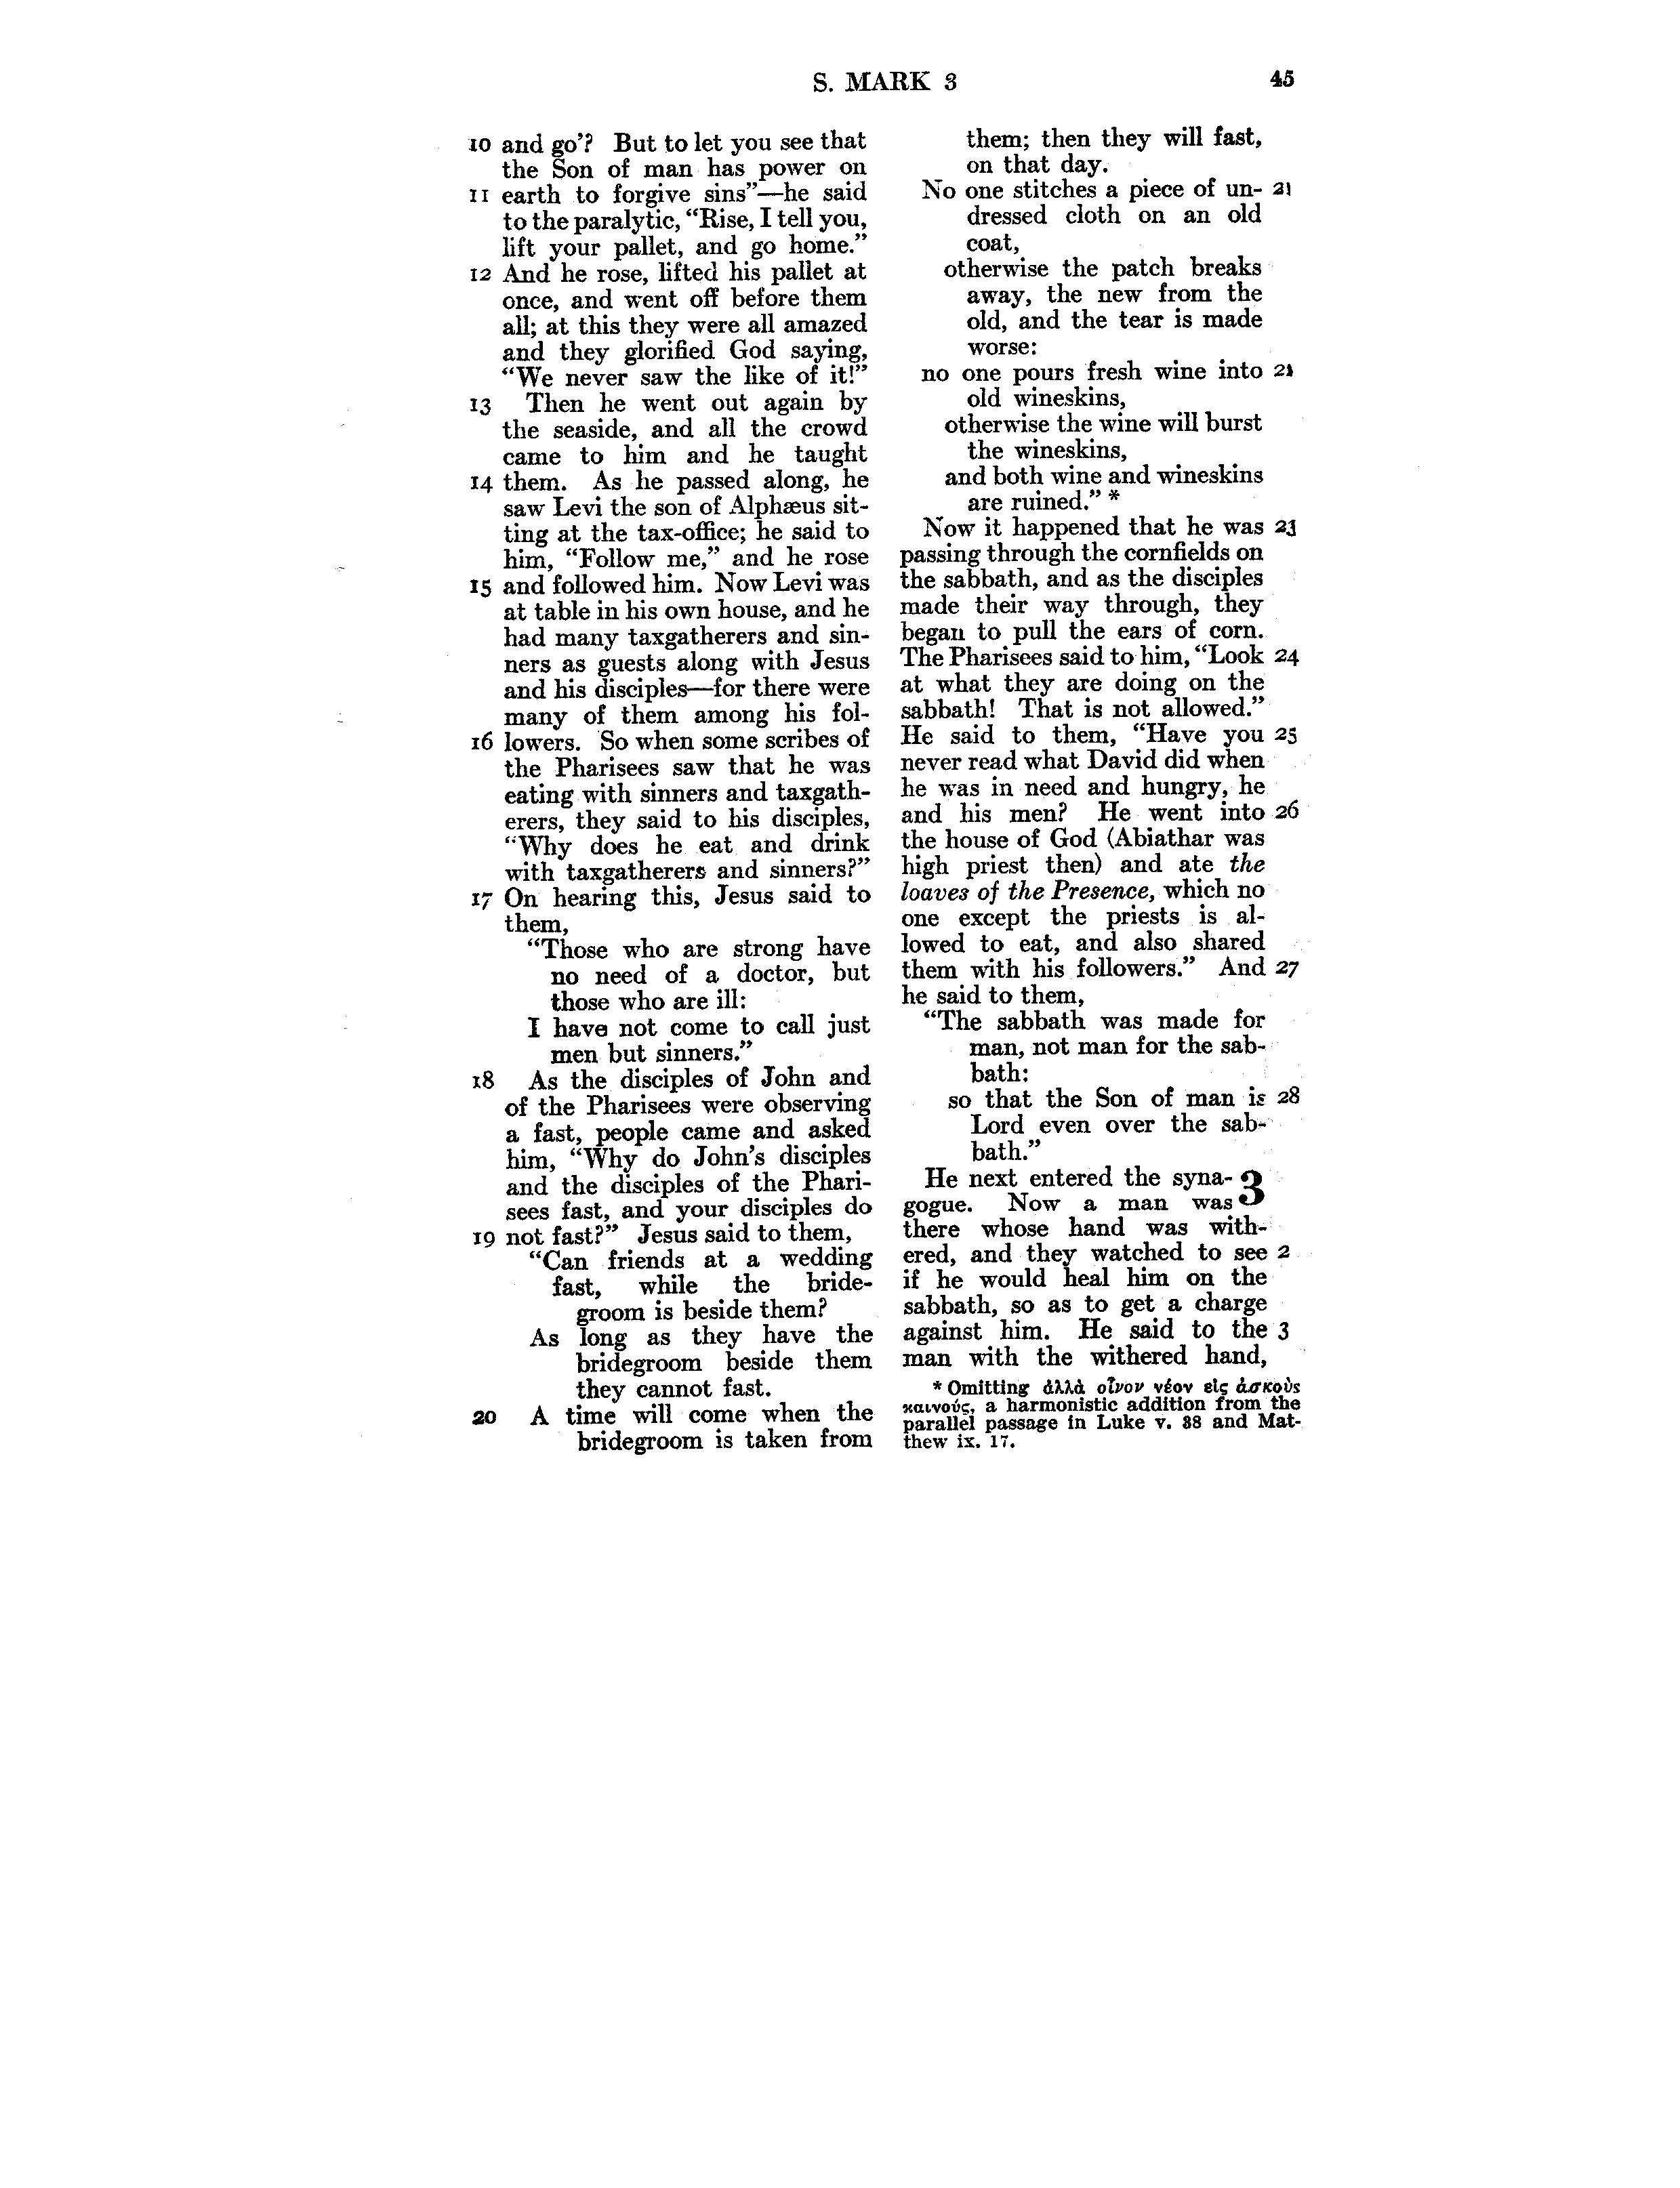 S. MARK 3 45
10 and go'? But to let you see that
the Son of man has power on
11 earth to forgive sins"—he said
to the paralytic, "Rise, I tell you,
lift your pallet, and go home."
12 And he rose, lifted his pallet at
once, and went off before them
all; at this they were all amazed
and they glorified God saying,
"We never saw the like of it!"
13 Then he went out again by
the seaside, and all the crowd
came to him and he taught
14 them. As he passed along, he
saw Levi the son of Alphæus sit-
ting at the tax-office; he said to
him, "Follow me," and he rose
15 and followed him. Now Levi was
at table in his own house, and he
had many taxgatherers and sin-
ners as guests along with Jesus
and his disciples—for there were
many of them among his fol-
16 lowers. So when some scribes of
the Pharisees saw that he was
eating with sinners and taxgath-
erers, they said to his disciples,
"Why does he eat and drink
with taxgatherers and sinners?"
17 On hearing this, Jesus said to
them,
"Those who are strong have
no need of a doctor, but
those who are ill:
I have not come to call just
men but sinners."
18 As the disciples of John and
of the Pharisees were observing
a fast, people came and asked
him, "Why do John's disciples
and the disciples of the Phari-
sees fast, and your disciples do
19 not fast?" Jesus said to them,
"Can friends at a wedding
fast, while the bride-
groom is beside them?
As long as they have the
bridegroom beside them
they cannot fast.
20 A time will come when the
bridegroom is taken from
them; then they will fast,
on that day.
No one stitches a piece of un- 21
dressed cloth on an old
coat,
otherwise the patch breaks
away, the new from the
old, and the tear is made
worse:
no one pours fresh wine into
old wineskins,
otherwise the wine will burst
the wineskins,
and both wine and wineskins
are ruined." *
Now it happened that he was 23
passing through the cornfields on
the sabbath, and as the disciples
made their way through, they
began to pull the ears of corn.
The Pharisees said to him, "Look 24
at what they are doing on the
sabbath! That is not allowed."
He said to them, "Have you 25
never read what David did when
he was in need and hungry, he
and his men? He went into 26
the house of God (Abiathar was
high priest then) and ate the
loaves of the Presence, which no
one except the priests is al-
lowed to eat, and also shared
them with his followers." And 27
he said to them,
"The sabbath was made for
man, not man for the sab-
bath:
so that the Son of man is 28
Lord even over the sab-
bath."
He next entered the syna- 3
gogue. Now a man was
there whose hand was with-
ered, and they watched to see 2
if he would heal him on the
sabbath, so as to get a charge
against him. He said to the 3
man with the withered hand,
* Omitting ἀλλὰ οἶνον νέον εἰς ἀσκοὺς
καινούς, a harmonistic addition from the
parallel passage in Luke v. 38 and Mat-
thew ix. 17.